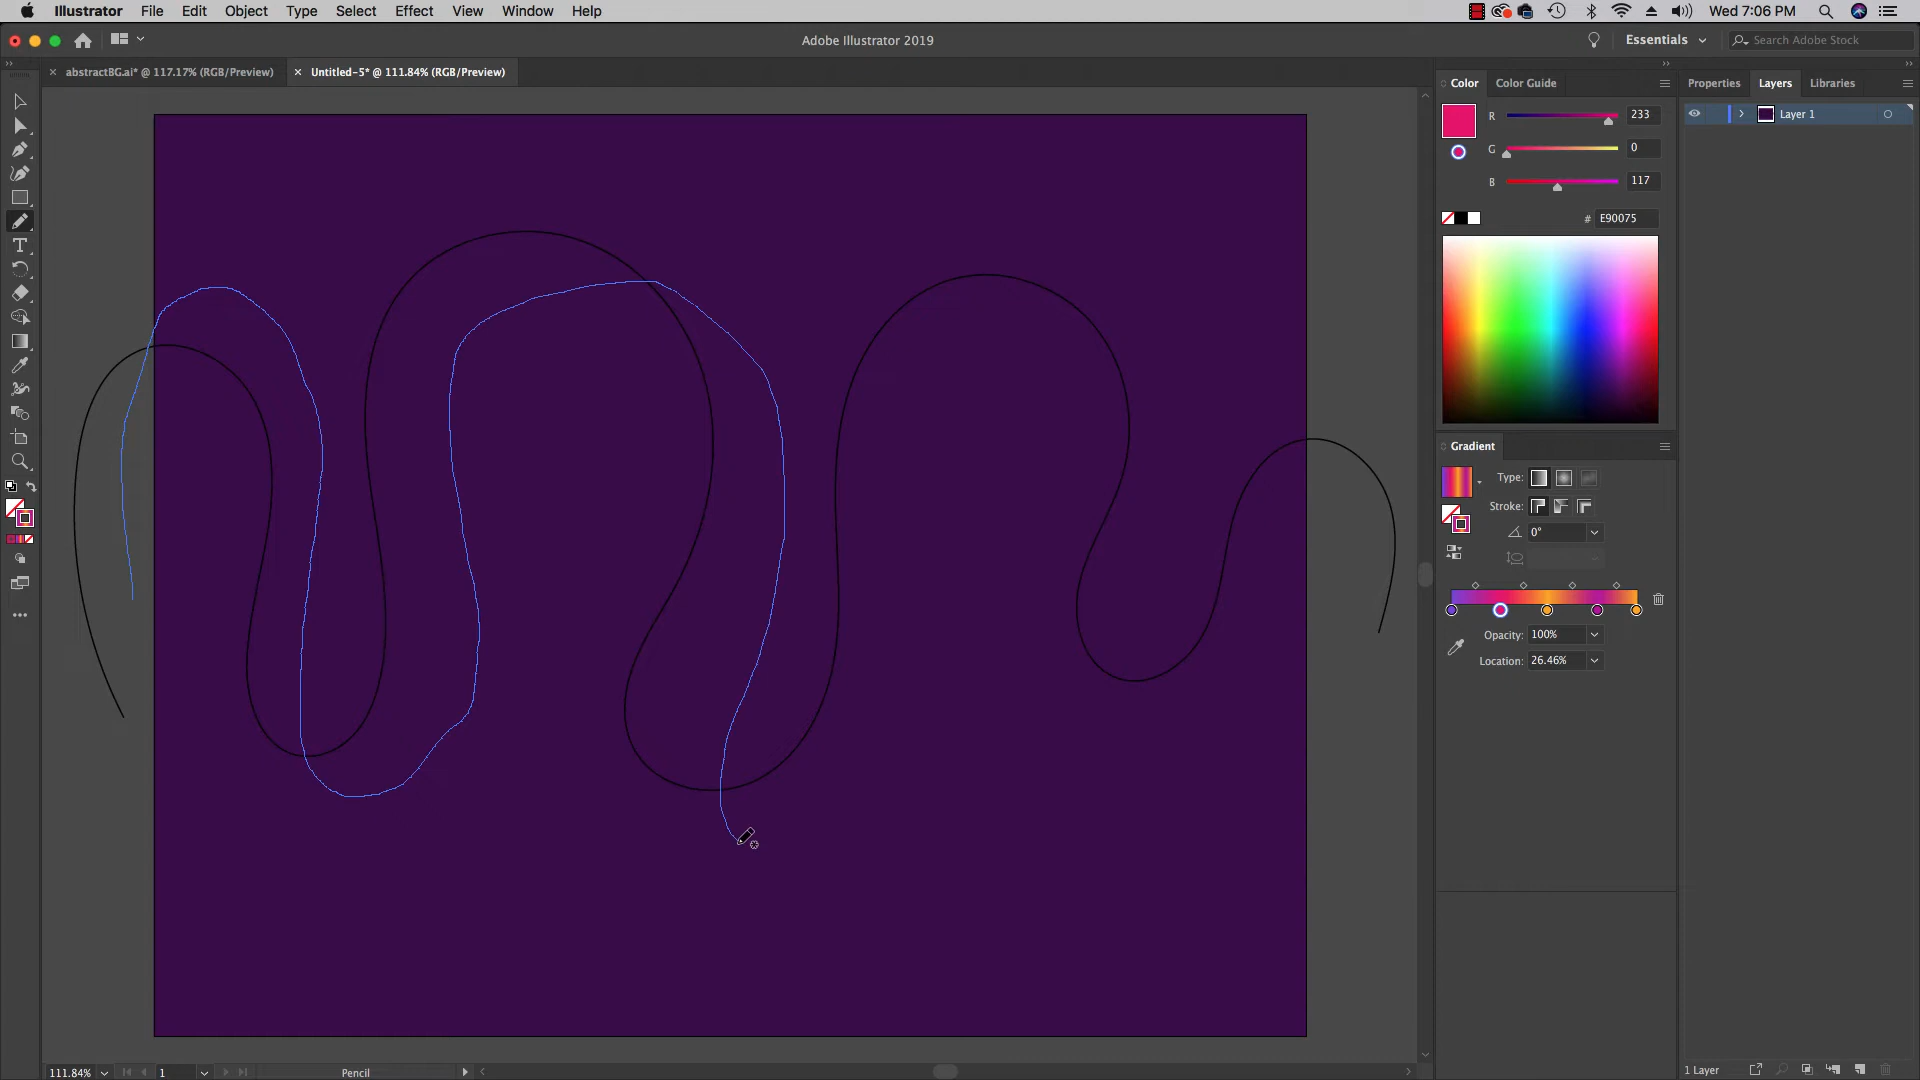 Illustrator File Edit Object Type Select Effect View Window Help Wed 7:06 PM
Adobe Illustrator 2019 Essentials Search Adobe Stock
abstractBG.ai* @ 117.17% (RGB/Preview) Untitled-5* @ 111.84% (RGB/Preview)
Color Color Guide Properties Layers Libraries
R 233 Layer 1
G 0
B 117
# E90075
Gradient
Type:
Stroke:
0°
Opacity: 100%
Location: 26.46%
111.84% 1 Pencil 1 Layer